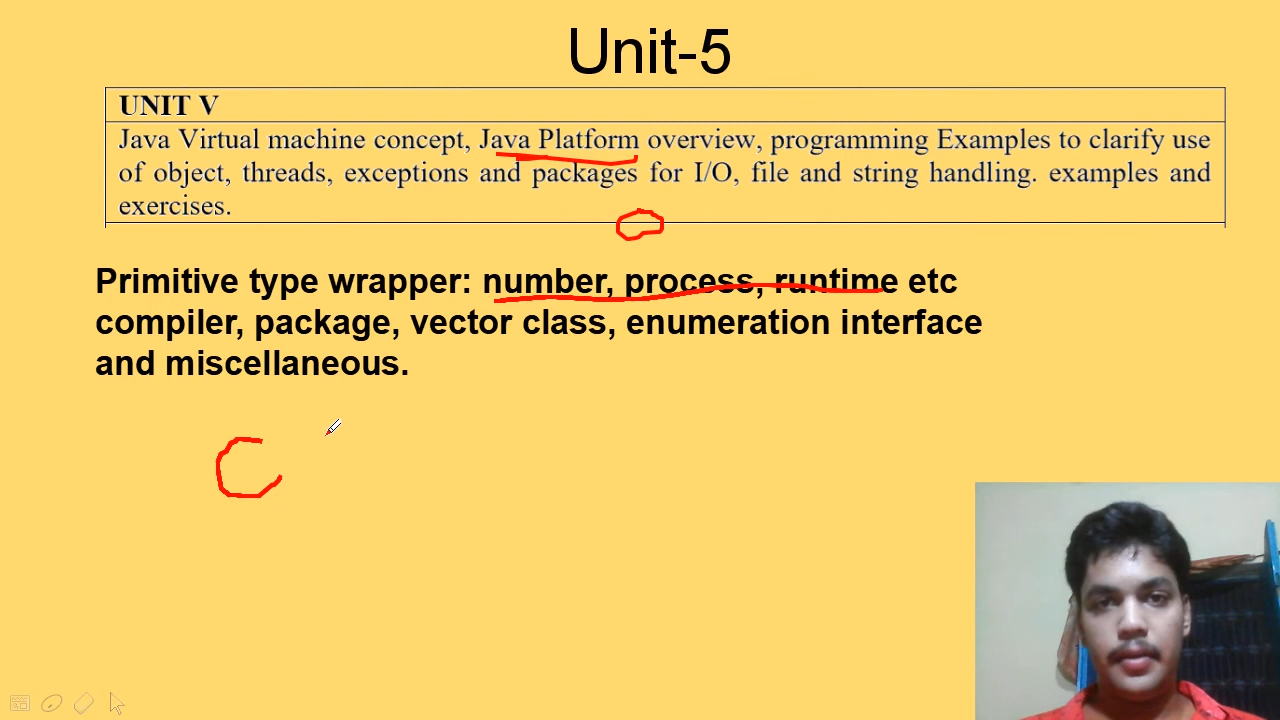 Unit-5
UNIT V
Java Virtual machine concept, Java Platform overview, programming Examples to clarify use
of object, threads, exceptions and packages for I/O, file and string handling. examples and
exercises.
Primitive type wrapper: number, process, runtime etc
compiler, package, vector class, enumeration interface
and miscellaneous.
C